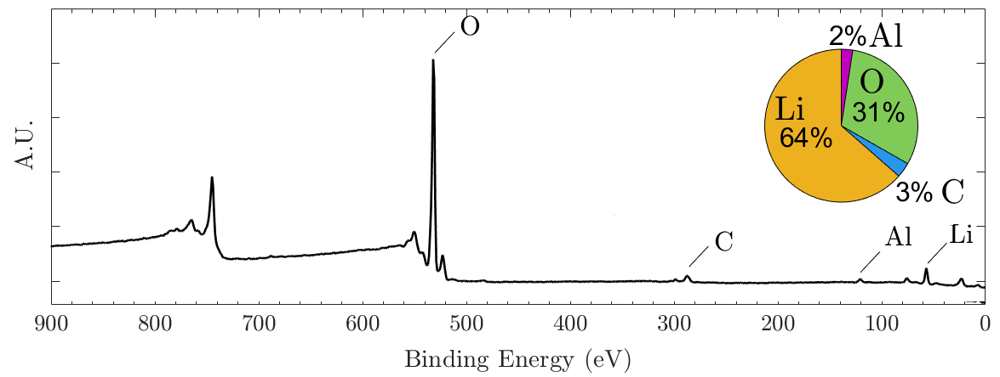 O
2% Al
O
31%
Li
64%
3% C
A.U.
C
Al
Li
900 800 700 600 500 400 300 200 100 0
Binding Energy (eV)